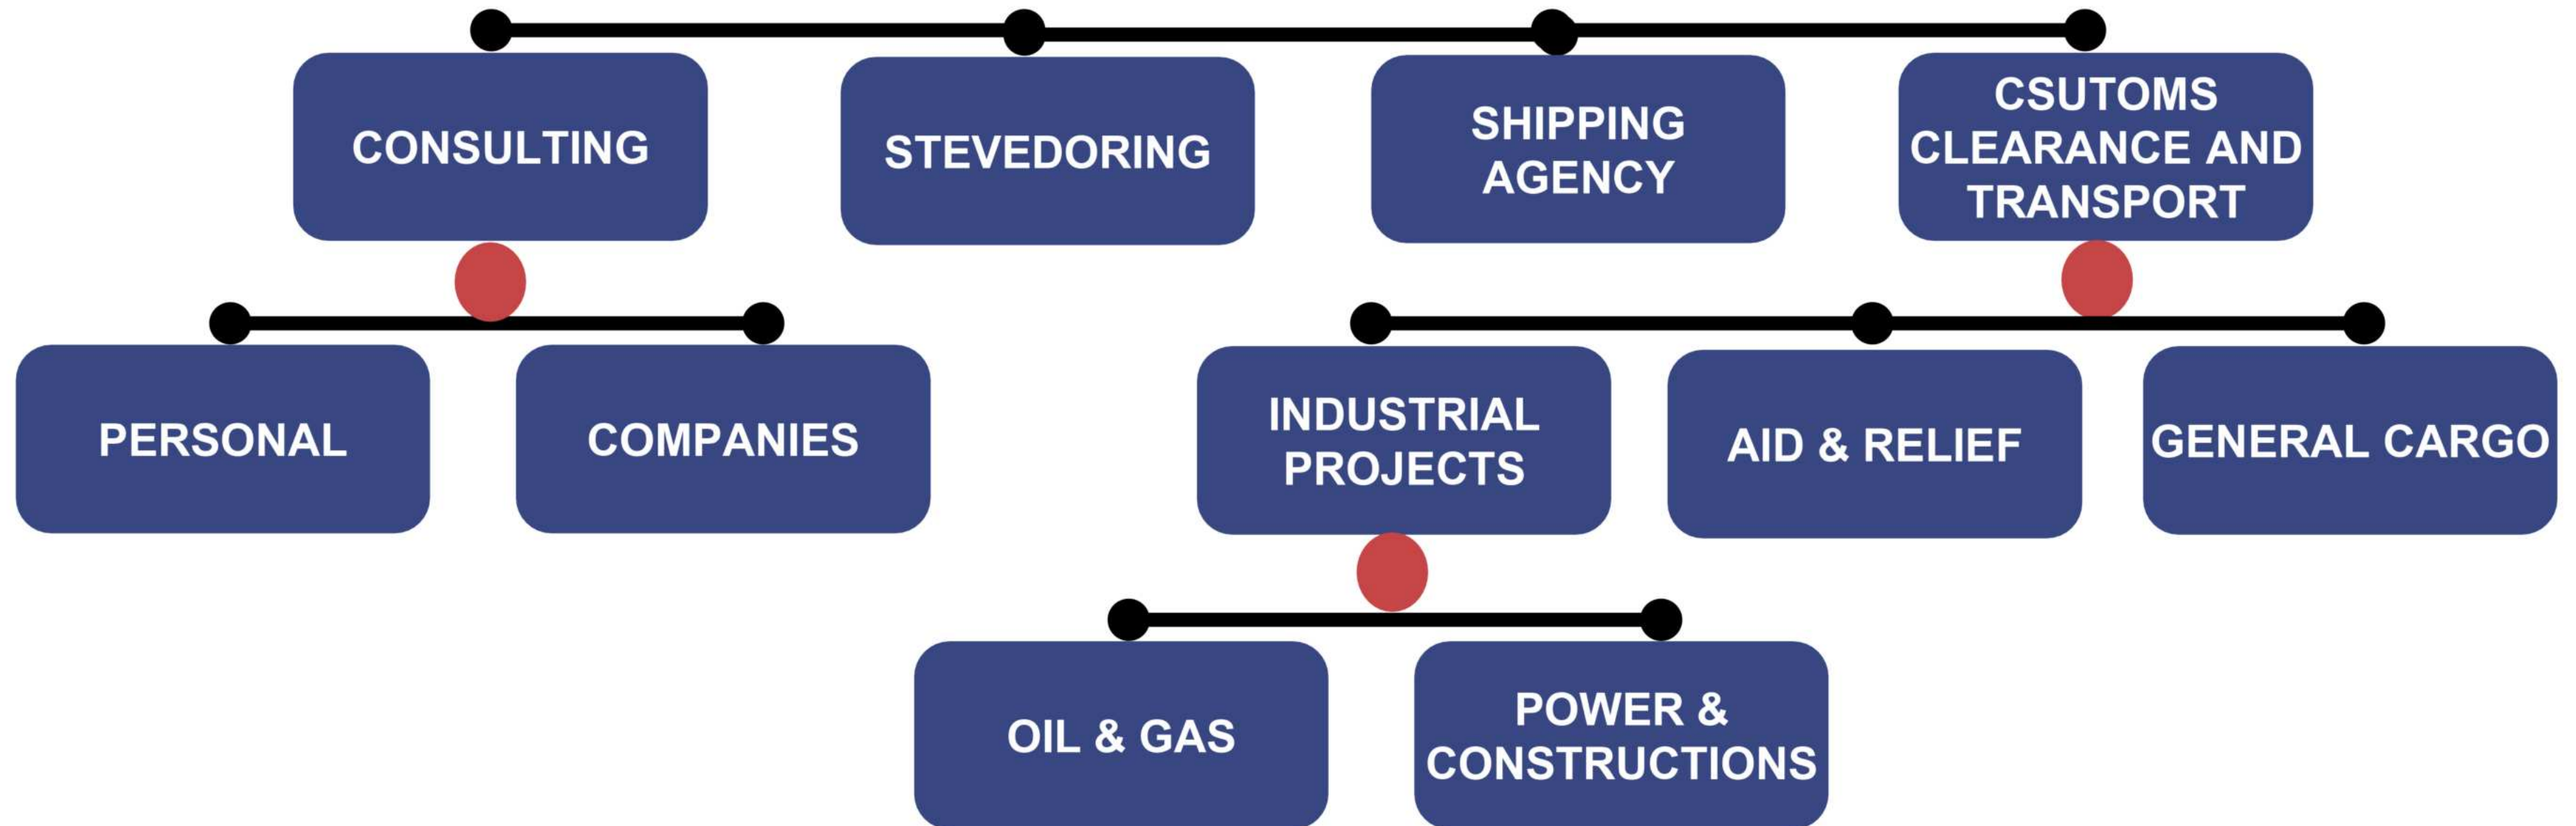 CONSULTING
STEVEDORING
SHIPPING
AGENCY
CSUTOMS
CLEARANCE AND
TRANSPORT
PERSONAL
COMPANIES
INDUSTRIAL
PROJECTS
AID & RELIEF
GENERAL CARGO
OIL & GAS
POWER &
CONSTRUCTIONS